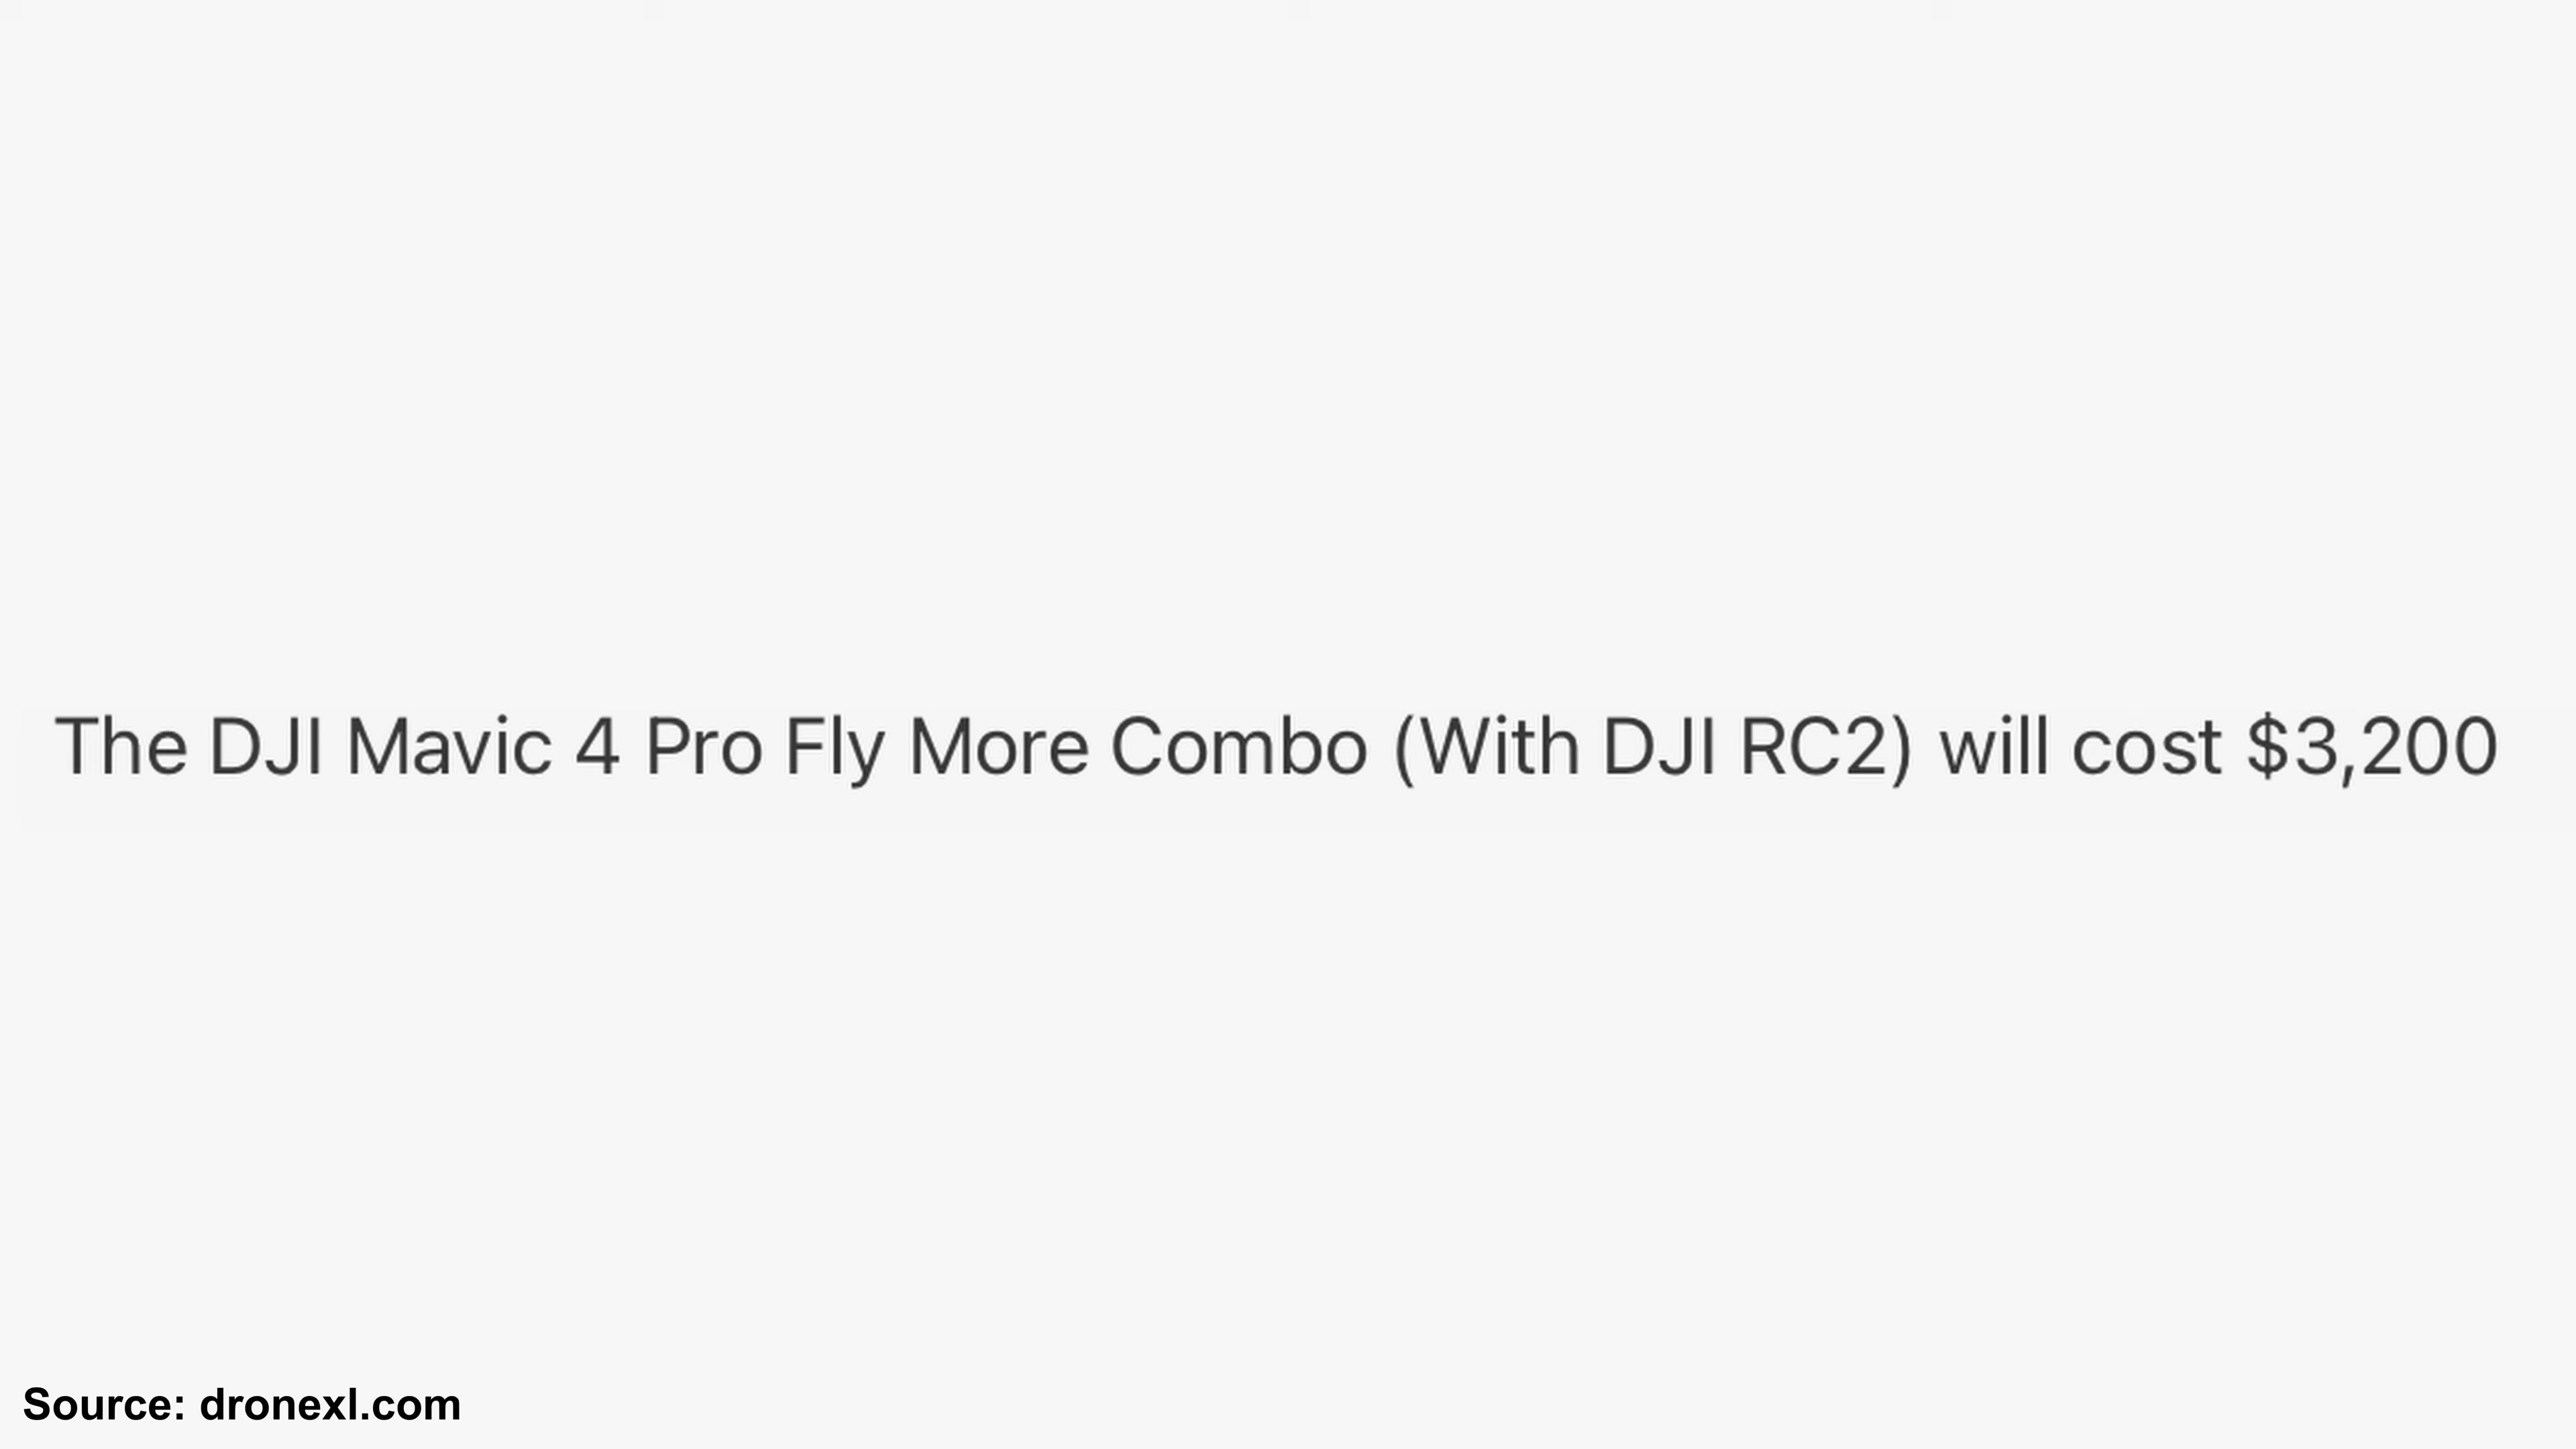 The DJI Mavic 4 Pro Fly More Combo (With DJI RC2) will cost $3,200
Source: dronexl.com